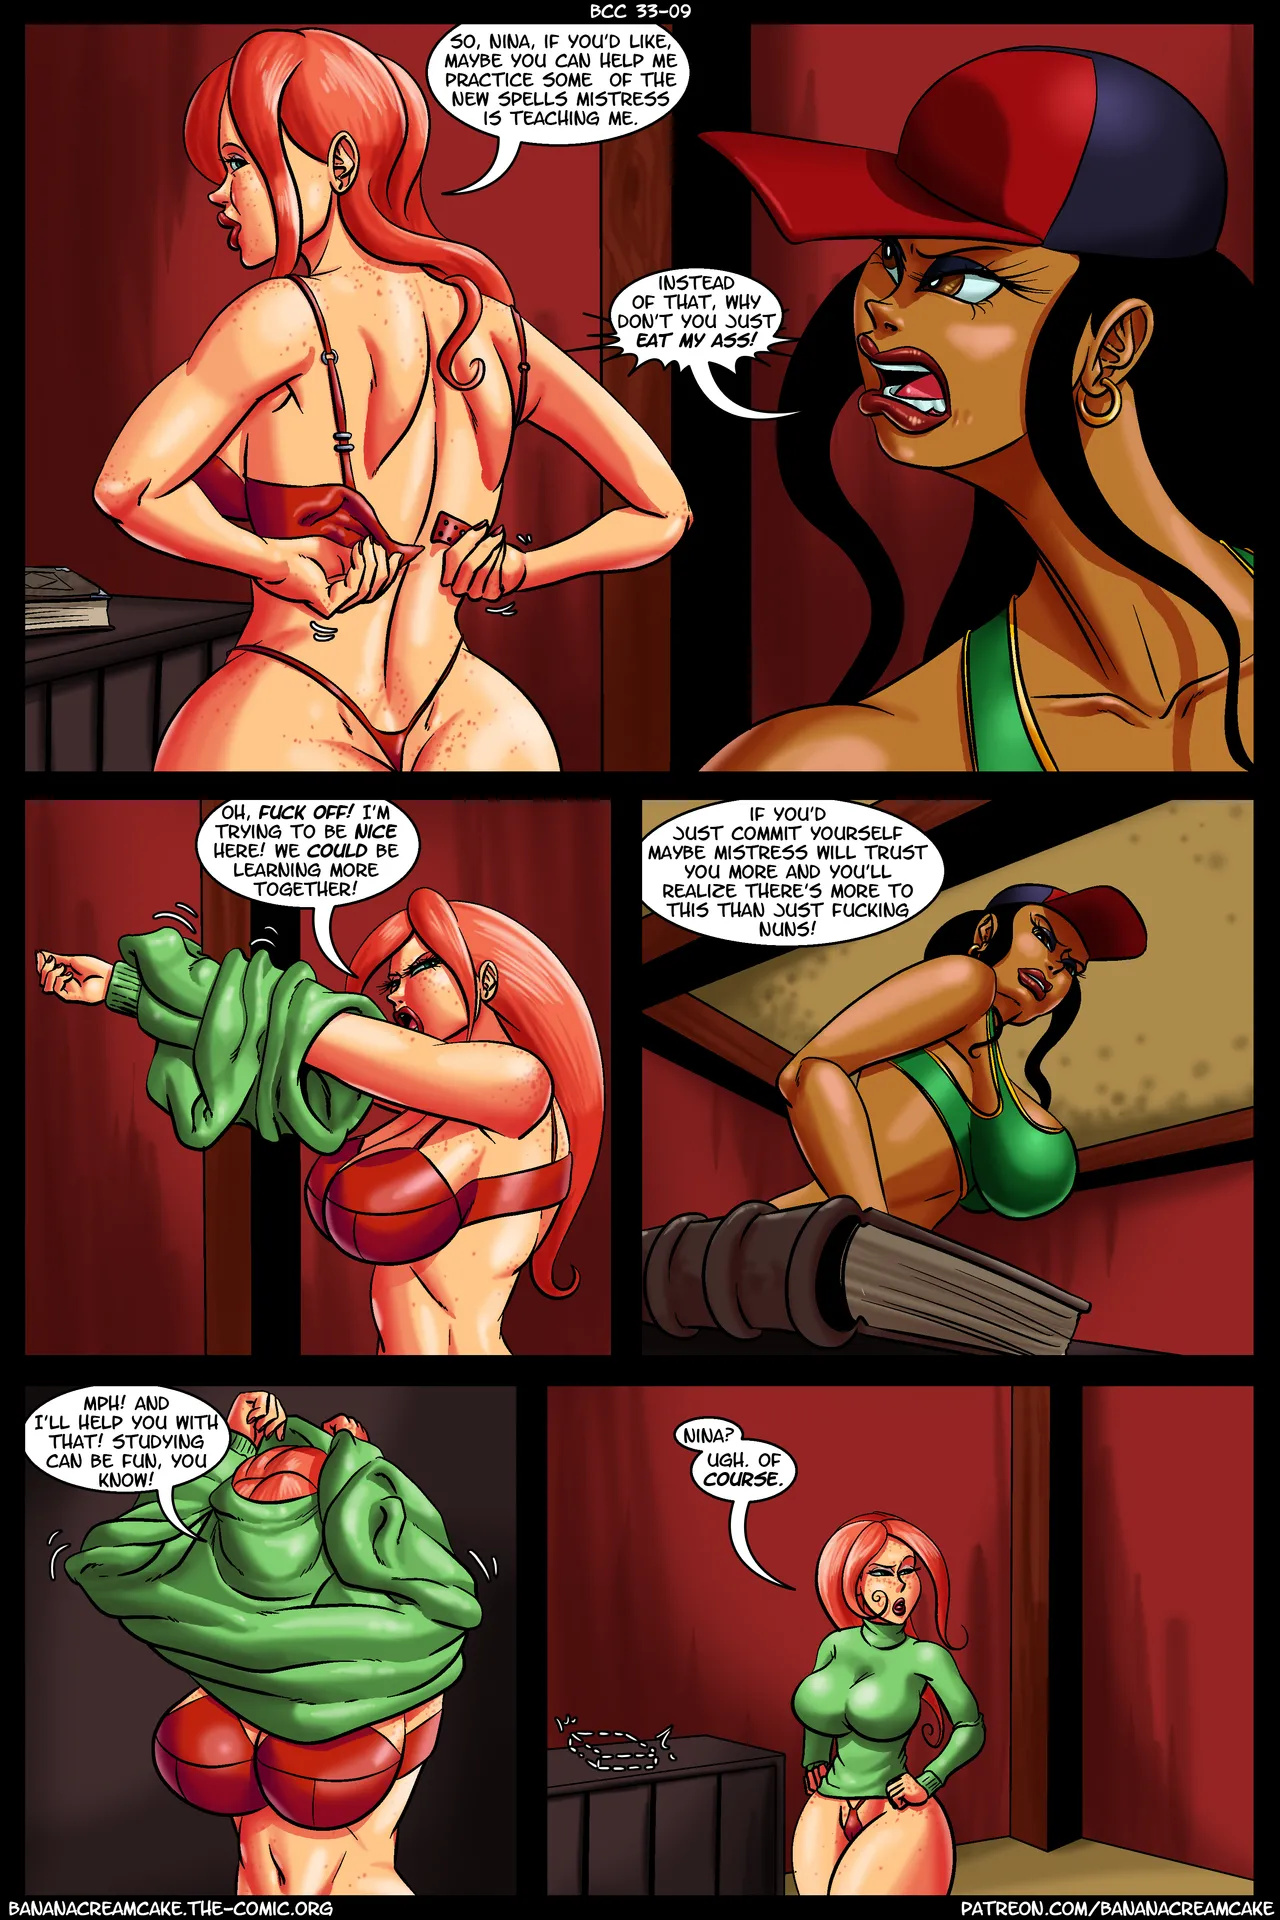 BCC 33-09
SO, NINA, IF YOU'D LIKE,
MAYBE YOU CAN HELP ME
PRACTICE SOME OF THE
NEW SPELLS MISTRESS
IS TEACHING ME.
INSTEAD
OF THAT, WHY
DON'T YOU JUST
EAT MY ASS!
OH, FUCK OFF! I'M
TRYING TO BE NICE
HERE! WE COULD BE
LEARNING MORE
TOGETHER!
IF YOU'D
JUST COMMIT YOURSELF
MAYBE MISTRESS WILL TRUST
YOU MORE AND YOU'LL
REALIZE THERE'S MORE TO
THIS THAN JUST FUCKING
NUNS!
MPH! AND
I'LL HELP YOU WITH
THAT! STUDYING
CAN BE FUN, YOU
KNOW!
NINA?
UGH. OF
COURSE.
BANANACREAMCAKE.THE-COMIC.ORG
PATREON.COM/BANANACREAMCAKE